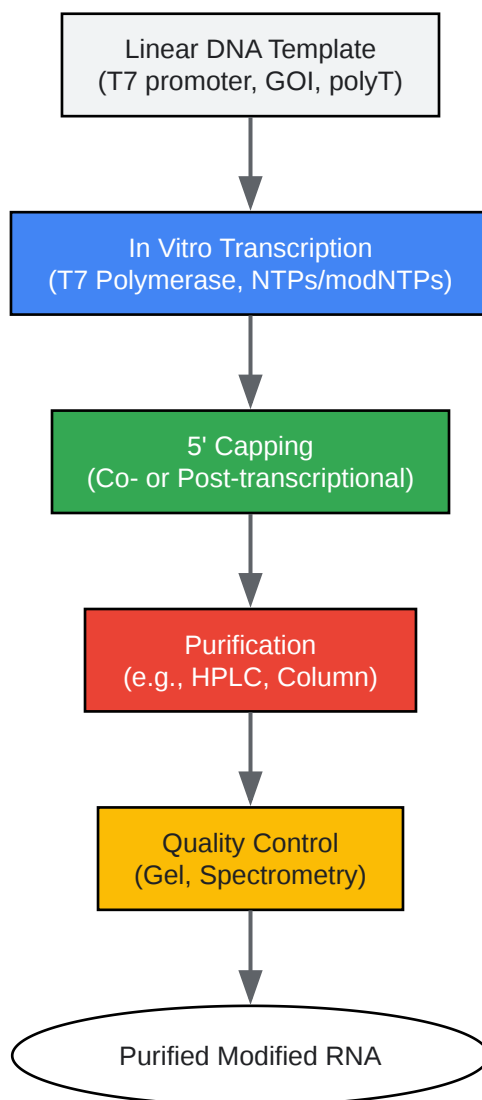 Linear DNA Template
(T7 promoter, GOI, polyT)
In Vitro Transcription
(T7 Polymerase, NTPs/modNTPs)
5' Capping
(Co- or Post-transcriptional)
Purification
(e.g., HPLC, Column)
Quality Control
(Gel, Spectrometry)
Purified Modified RNA